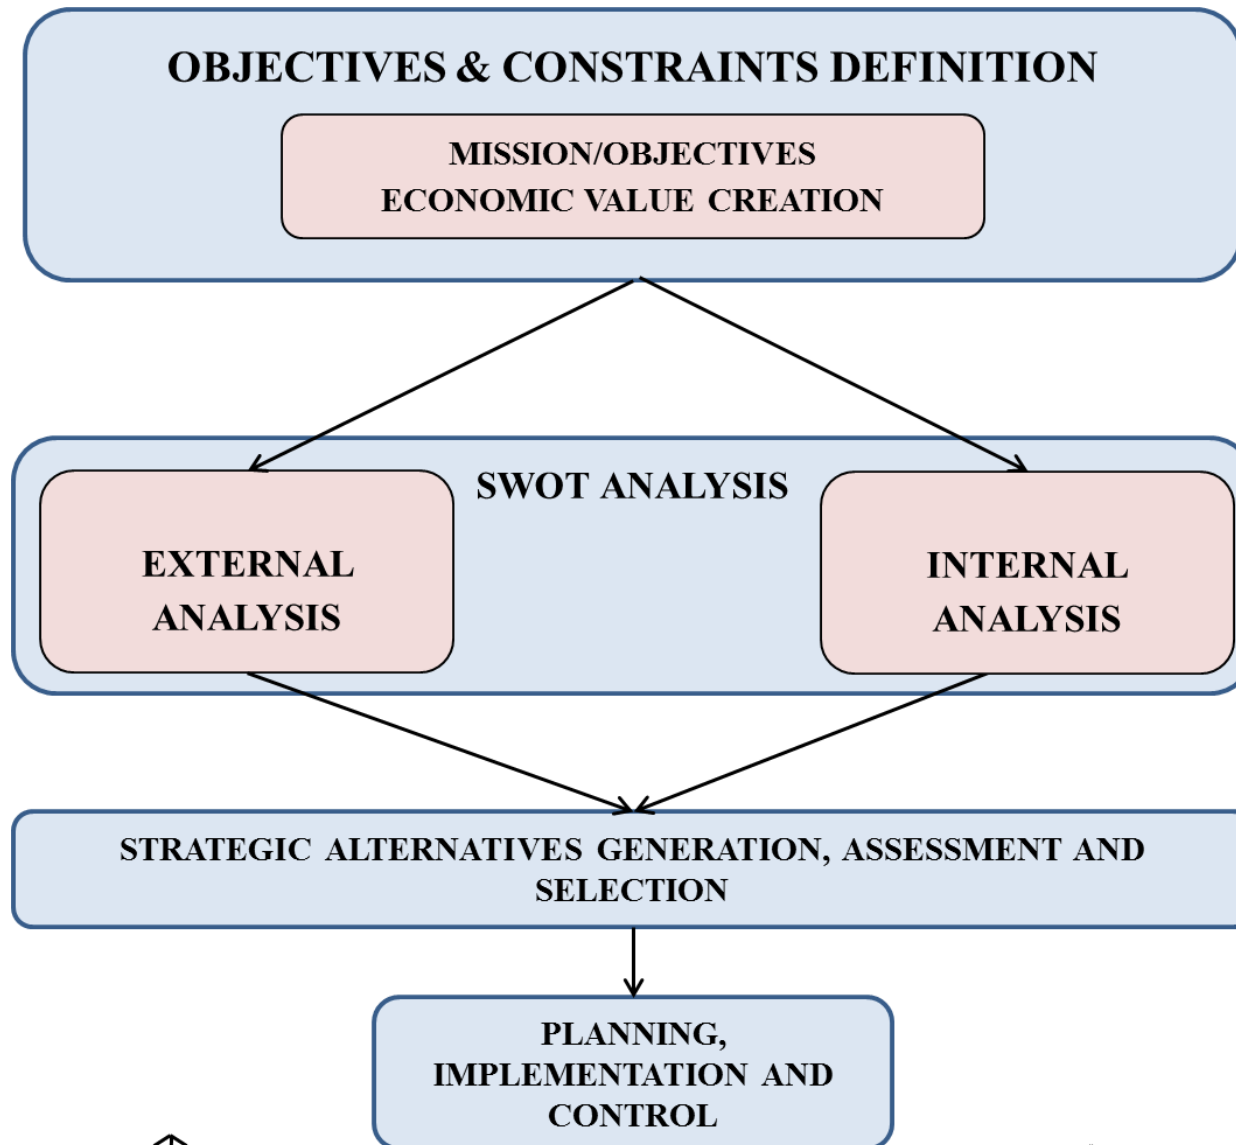 OBJECTIVES & CONSTRAINTS DEFINITION
MISSION/OBJECTIVES
ECONOMIC VALUE CREATION
SWOT ANALYSIS
EXTERNAL
ANALYSIS
INTERNAL
ANALYSIS
STRATEGIC ALTERNATIVES GENERATION, ASSESSMENT AND
SELECTION
PLANNING,
IMPLEMENTATION AND
CONTROL